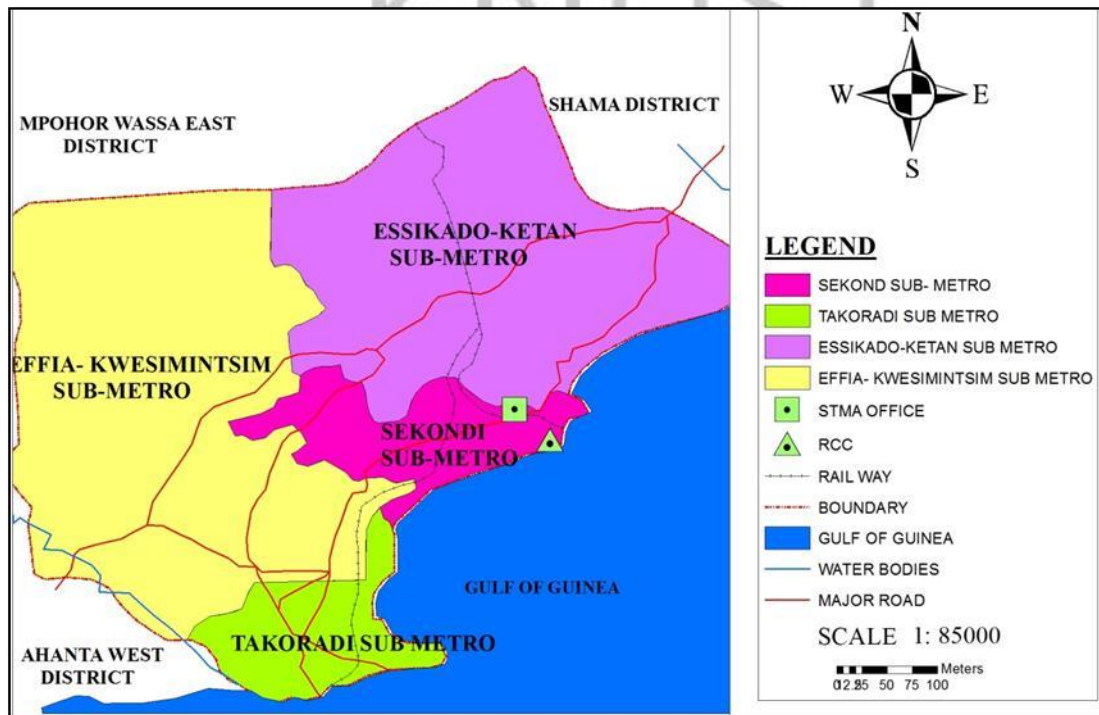 MPOHOR WASSA EAST
DISTRICT
SHAMA DISTRICT
ESSIKADO-KETAN
SUB-METRO
EFFIA- KWESIMINTSIM
SUB-METRO
SEKONDI
SUB-METRO
GULF OF GUINEA
TAKORADI SUB METRO
AHANTA WEST
DISTRICT
N
W E
S
LEGEND
SEKOND SUB- METRO
TAKORADI SUB METRO
ESSIKADO-KETAN SUB METRO
EFFIA- KWESIMINTSIM SUB METRO
STMA OFFICE
RCC
RAIL WAY
BOUNDARY
GULF OF GUINEA
WATER BODIES
MAJOR ROAD
SCALE 1: 85000
Meters
50 75 100